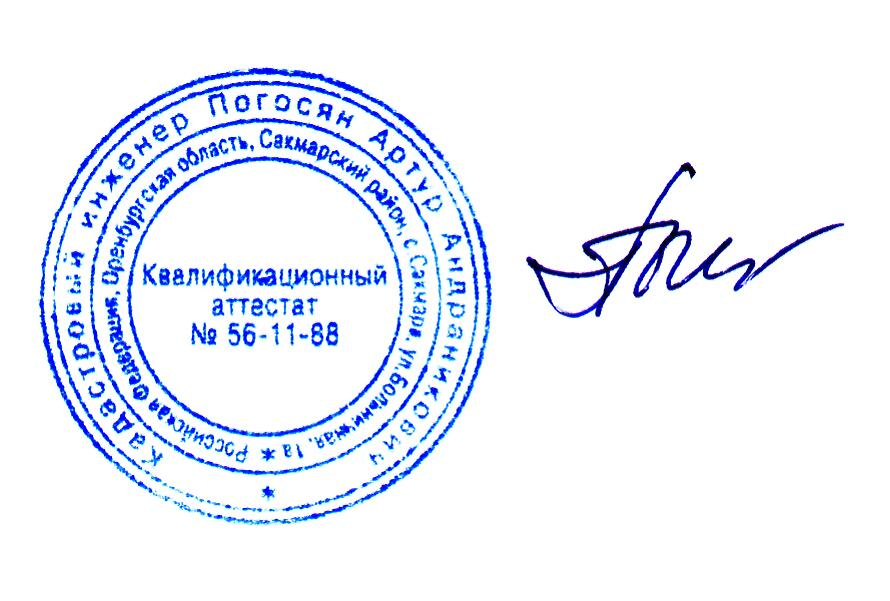 Кадастровый инженер Погосян Артур Андраникович *
Российская Федерация, Оренбургская область, Сакмарский район, с. Сакмара, ул. Больничная, 1а *
Квалификационный
аттестат
№ 56-11-88